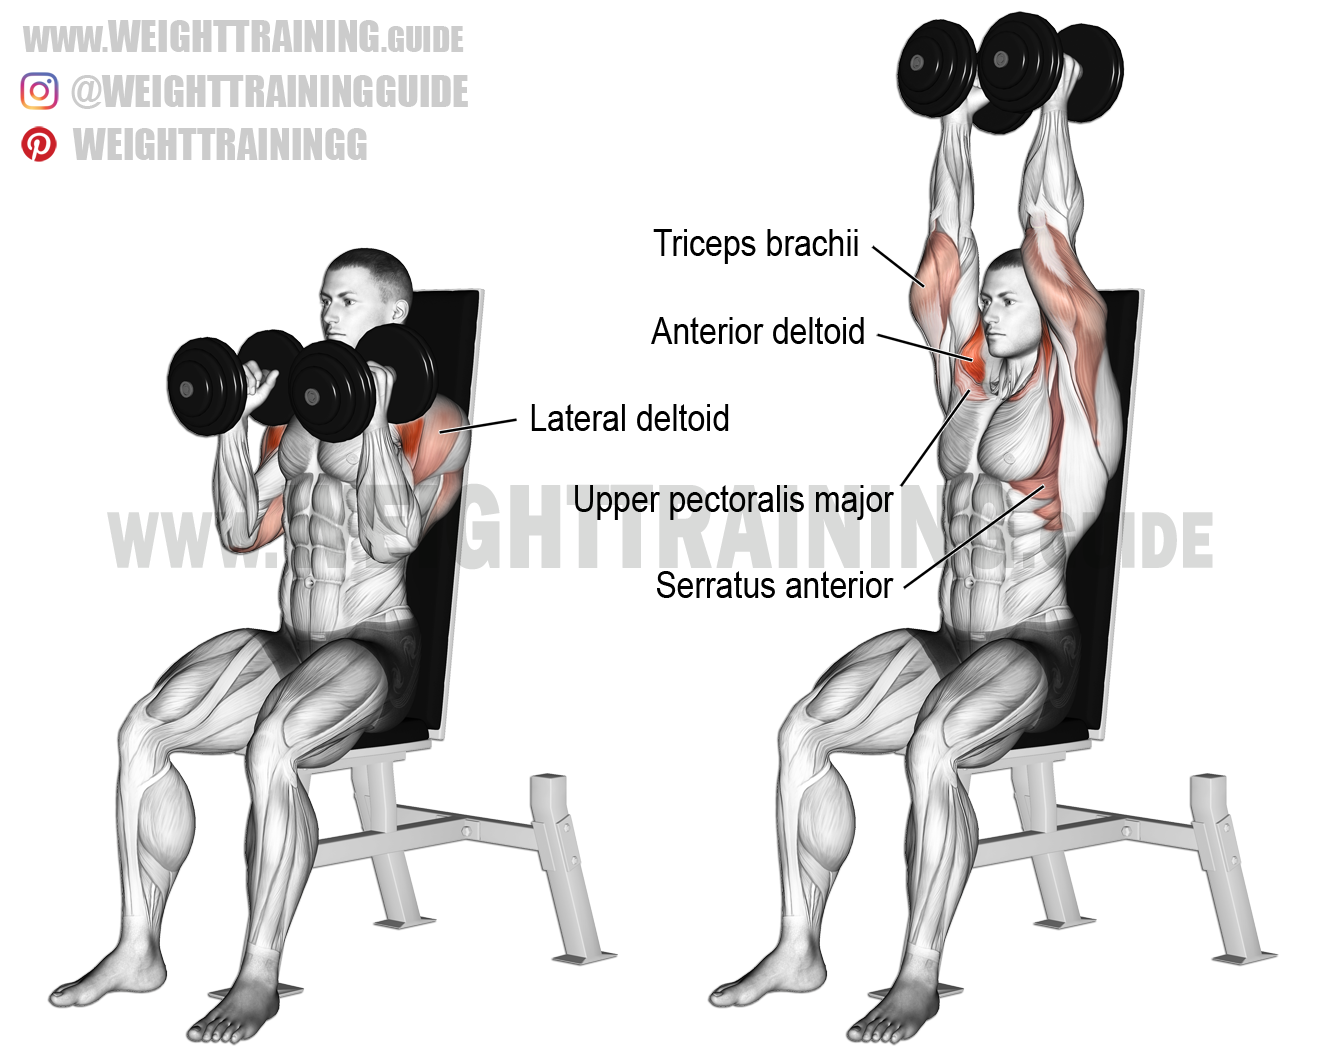 www.WEIGHTTRAINING.GUIDE
@WEIGHTTRAININGGUIDE
WEIGHTTRAININGG
Triceps brachii
Anterior deltoid
Lateral deltoid
Upper pectoralis major
WWW.WEIGHTTRAINING.GUIDE
Serratus anterior